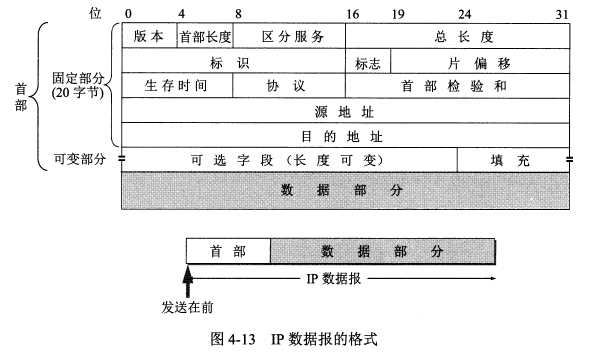 位 0 4 8 16 19 24 31
版本 首部长度 区分服务 总长度
标识 标志 片偏移
生存时间 协议 首部检验和
源地址
目的地址
可选字段（长度可变） 填充
数据部分
首部
固定部分
(20字节)
可变部分
首部 数据部分
IP 数据报
发送在前
图 4-13 IP 数据报的格式